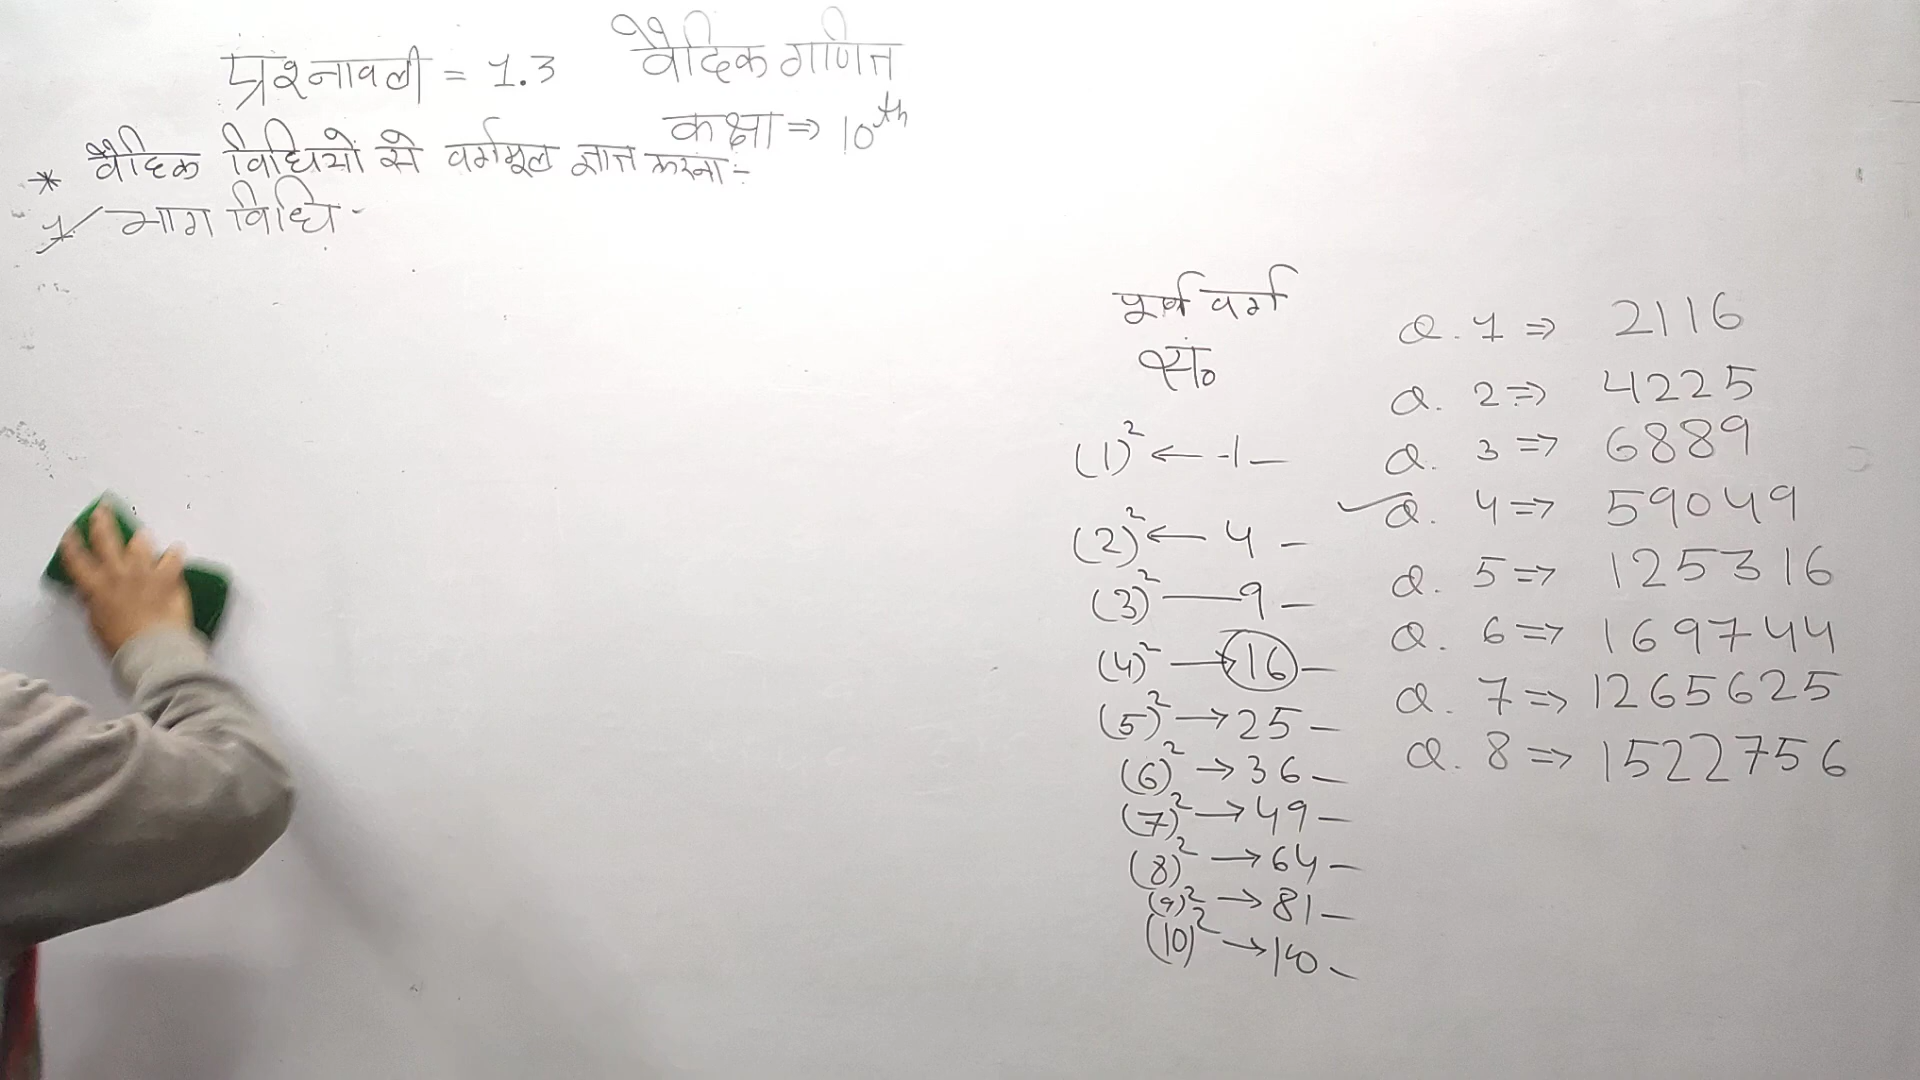 प्रश्नावली = 1.3 वैदिक गणित
कक्षा => 10th
* वैदिक विधियों से वर्गमूल ज्ञात करना :-
1 भाग विधि -
पूर्ण वर्ग
सं०
(1)² ← 1 –
(2)² ← 4 –
(3)² — 9 –
(4)² → 16 –
(5)² → 25 –
(6)² → 36 –
(7)² → 49 –
(8)² → 64 –
(9)² → 81 –
(10)² → 100 –
Q. 1 => 2116
Q. 2 => 4225
Q. 3 => 6889
✓ Q. 4 => 59049
Q. 5 => 125316
Q. 6 => 169744
Q. 7 => 1265625
Q. 8 => 1522756